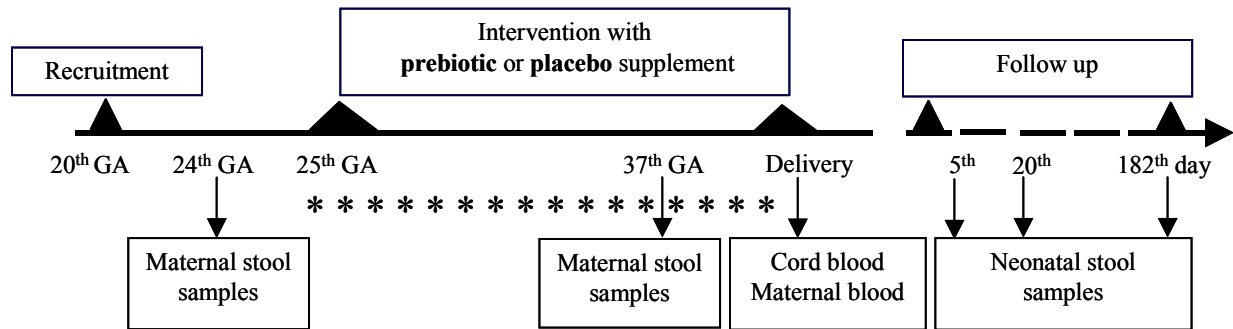 Recruitment
Intervention with
prebiotic or placebo supplement
Follow up
20th GA 24th GA 25th GA 37th GA Delivery 5th 20th 182th day
* * * * * * * * * * * * * * * *
Maternal stool
samples
Maternal stool
samples
Cord blood
Maternal blood
Neonatal stool
samples